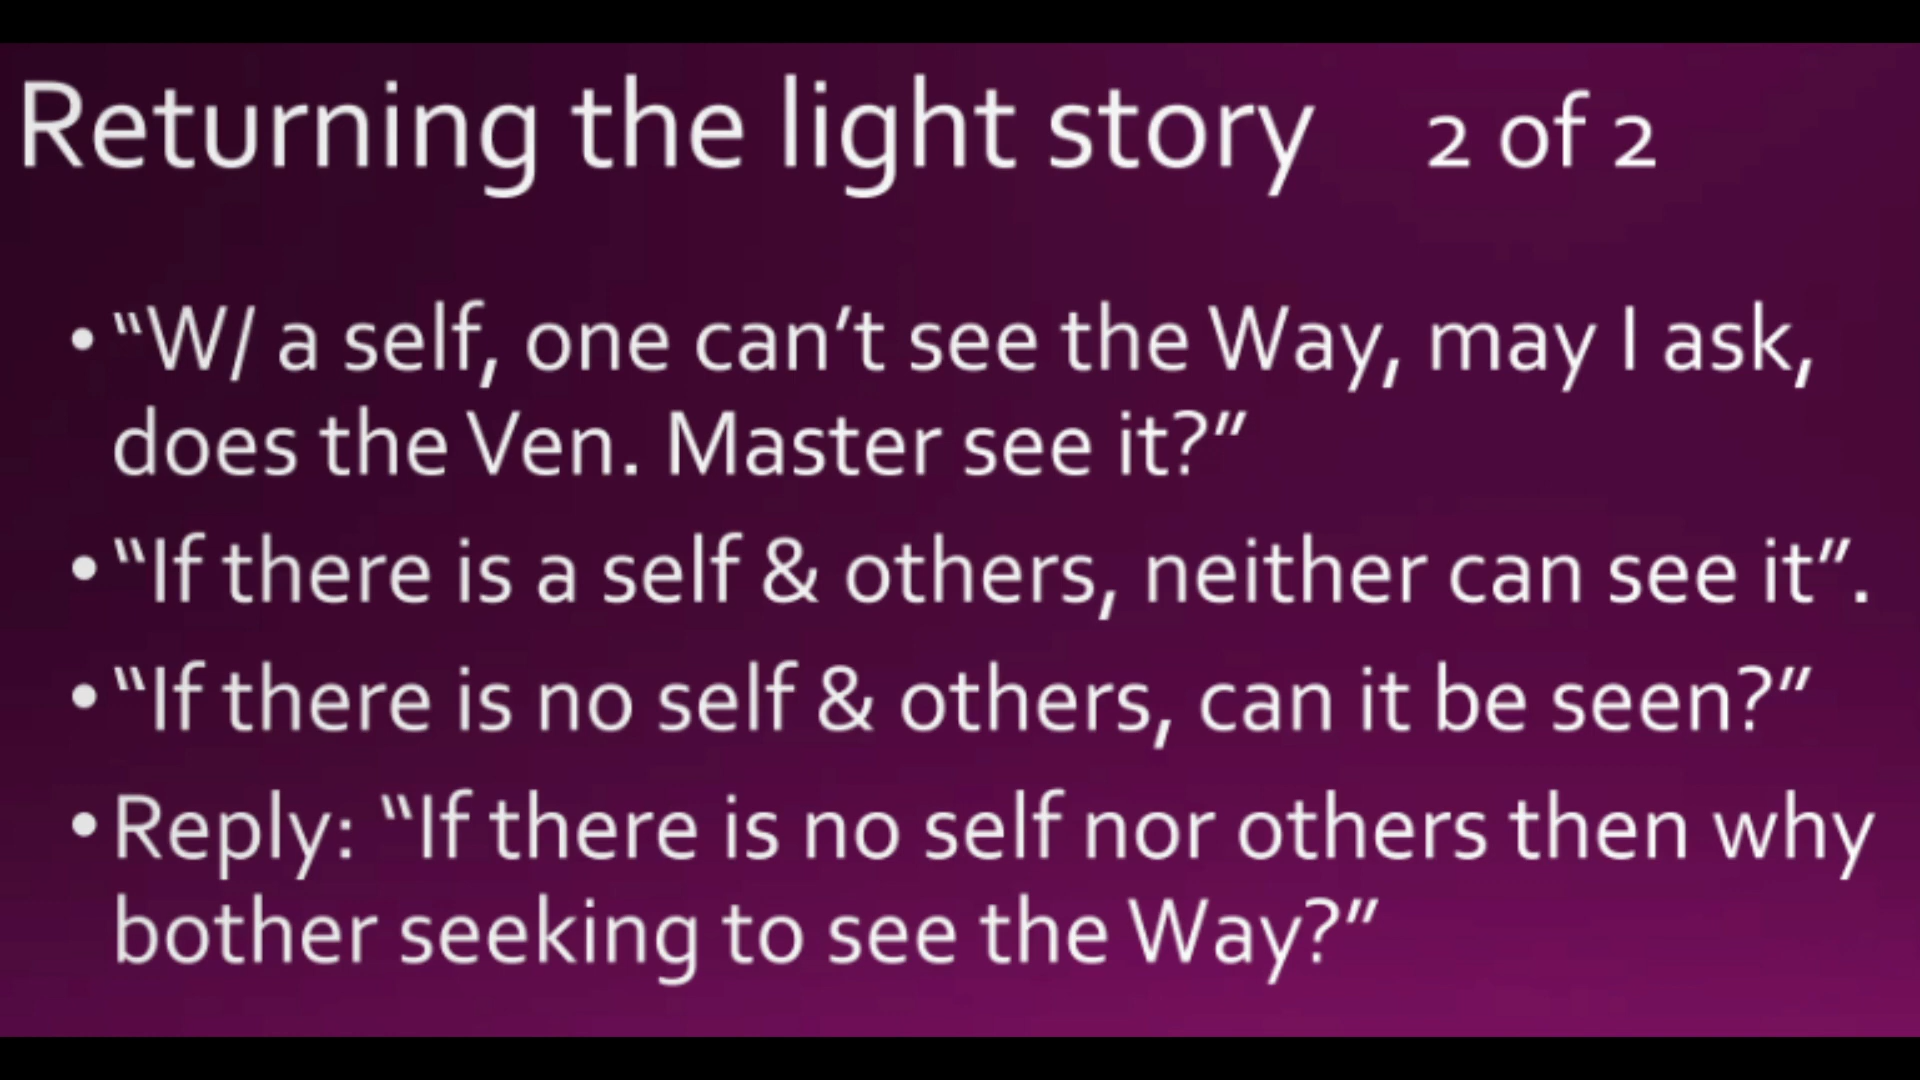 Returning the light story 2 of 2
• “W/ a self, one can’t see the Way, may I ask,
does the Ven. Master see it?”
• “If there is a self & others, neither can see it”.
• “If there is no self & others, can it be seen?”
• Reply: “If there is no self nor others then why
bother seeking to see the Way?”